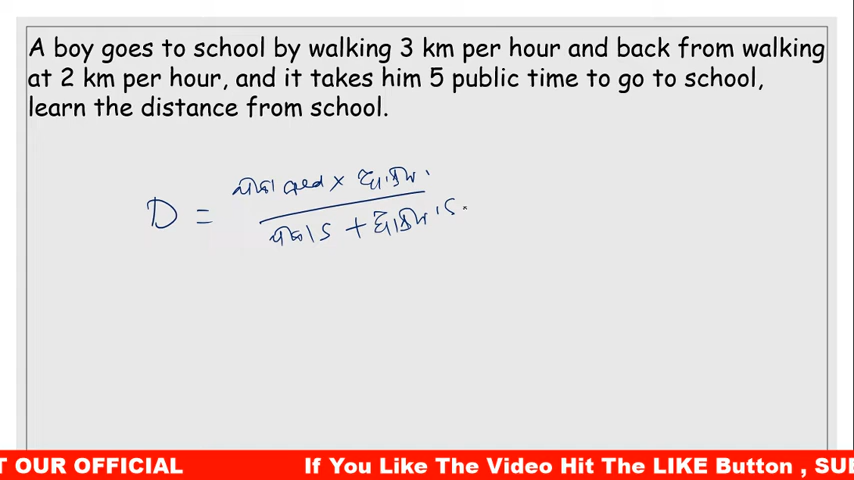 A boy goes to school by walking 3 km per hour and back from walking
at 2 km per hour, and it takes him 5 public time to go to school,
learn the distance from school.
D =
×
+
T OUR OFFICIAL If You Like The Video Hit The LIKE Button , SUB